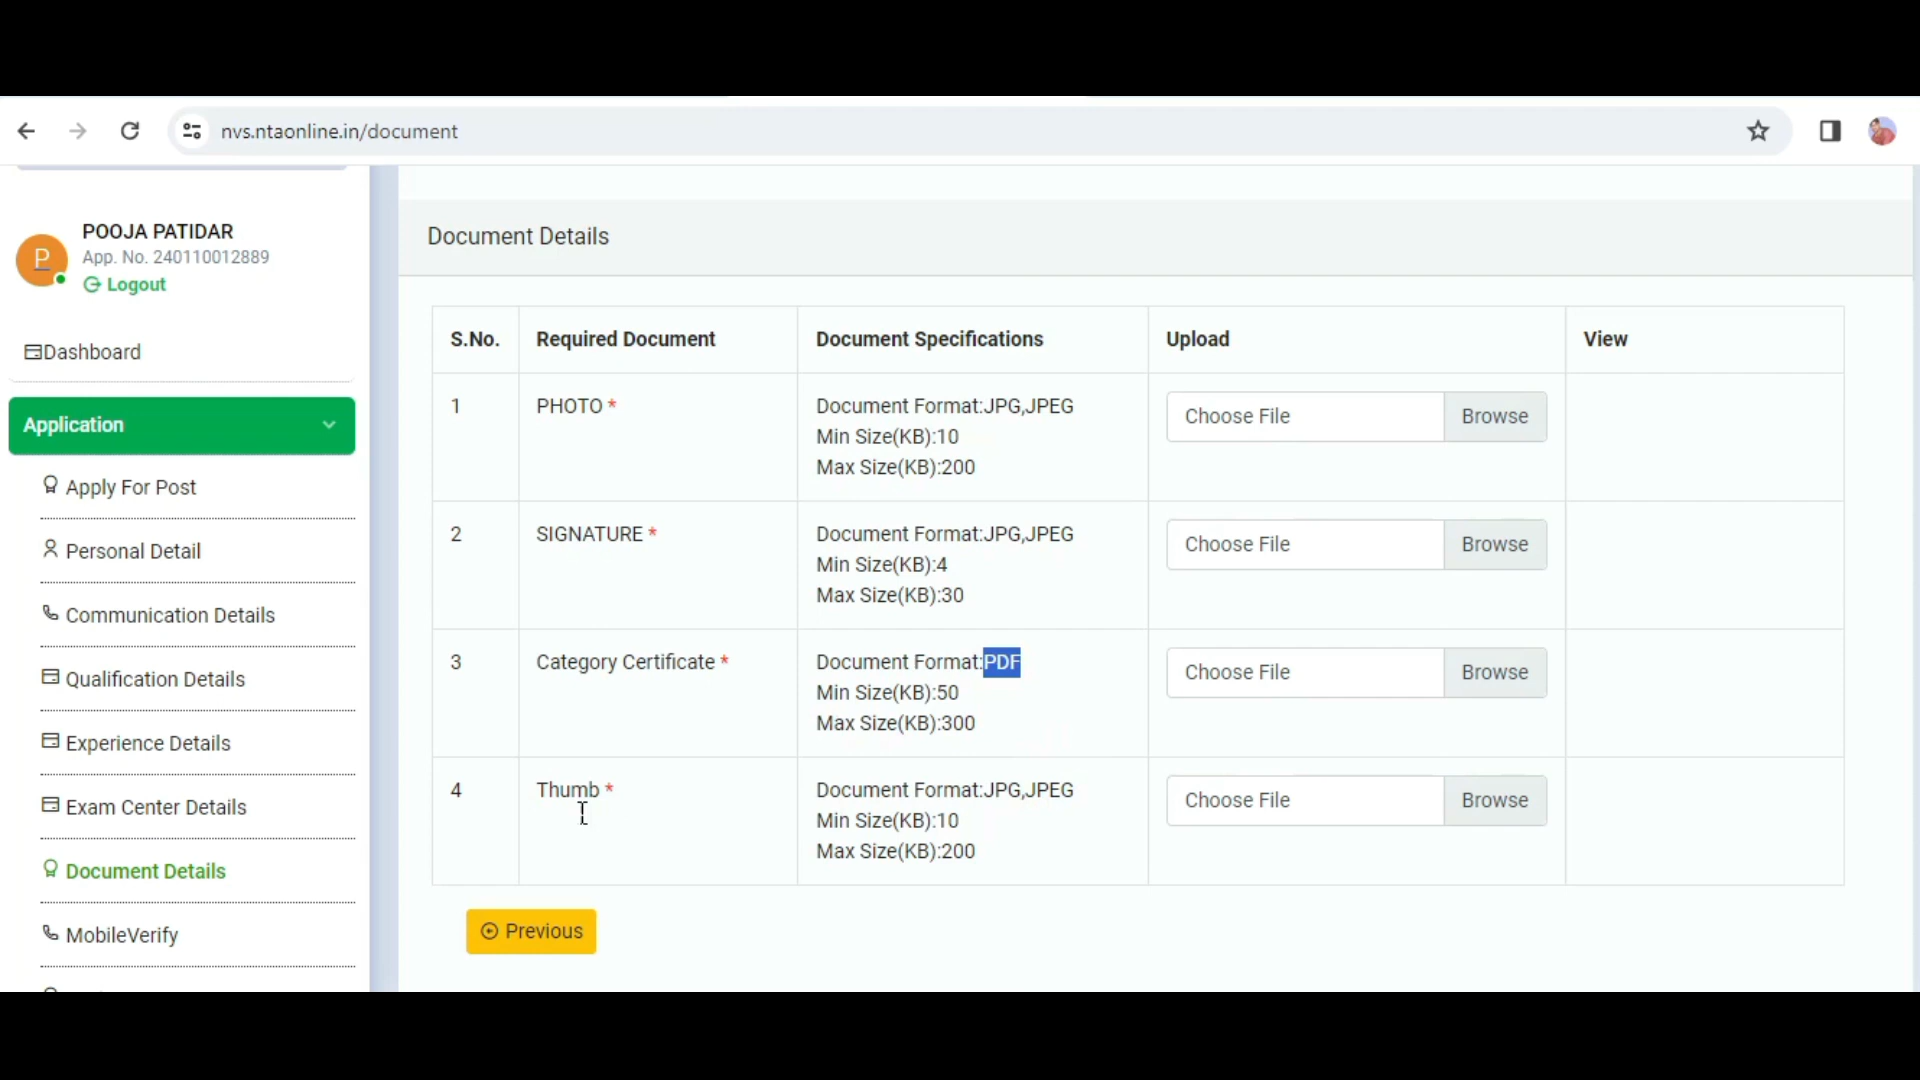 nvs.ntaonline.in/document
P
POOJA PATIDAR
App. No. 240110012889
Logout
Dashboard
Application
Apply For Post
Personal Detail
Communication Details
Qualification Details
Experience Details
Exam Center Details
Document Details
MobileVerify
Document Details
S.No. Required Document Document Specifications Upload View
1 PHOTO * Document Format:JPG,JPEG Choose File Browse
Min Size(KB):10
Max Size(KB):200
2 SIGNATURE * Document Format:JPG,JPEG Choose File Browse
Min Size(KB):4
Max Size(KB):30
3 Category Certificate * Document Format:PDF Choose File Browse
Min Size(KB):50
Max Size(KB):300
4 Thumb * Document Format:JPG,JPEG Choose File Browse
Min Size(KB):10
Max Size(KB):200
Previous